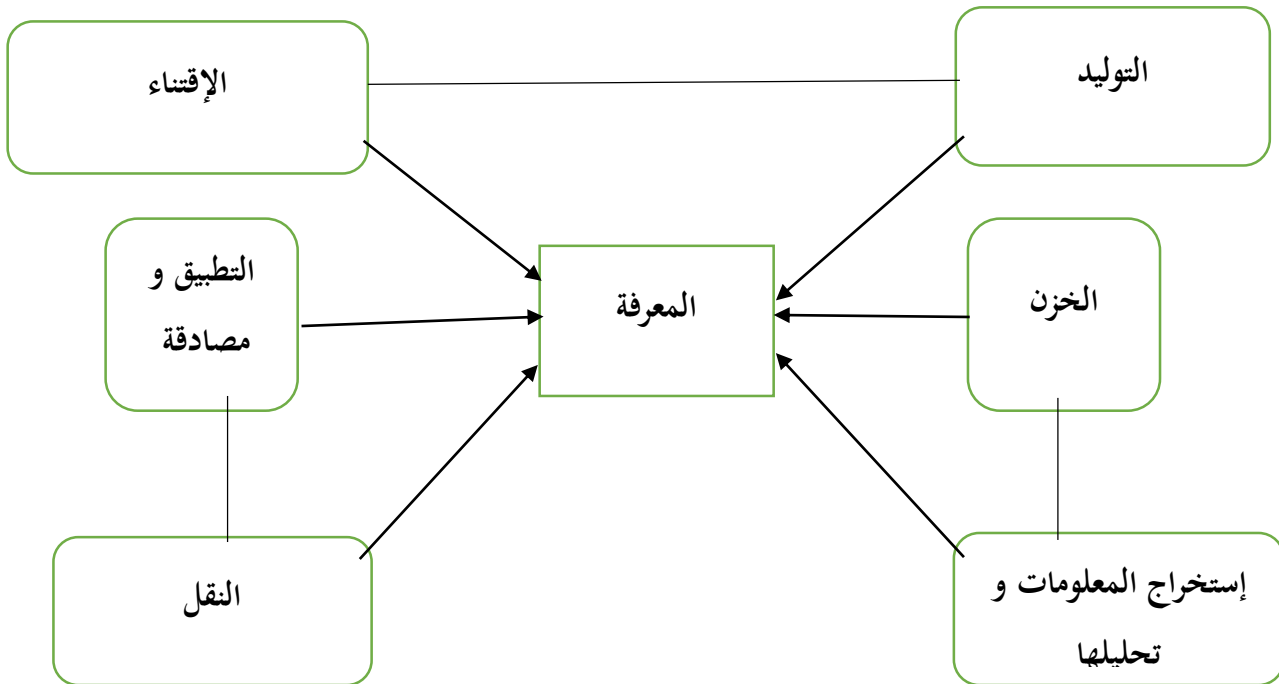 التوليد
الإقتناء
التطبيق و
مصادقة
المعرفة
الخزن
النقل
إستخراج المعلومات و
تحليلها